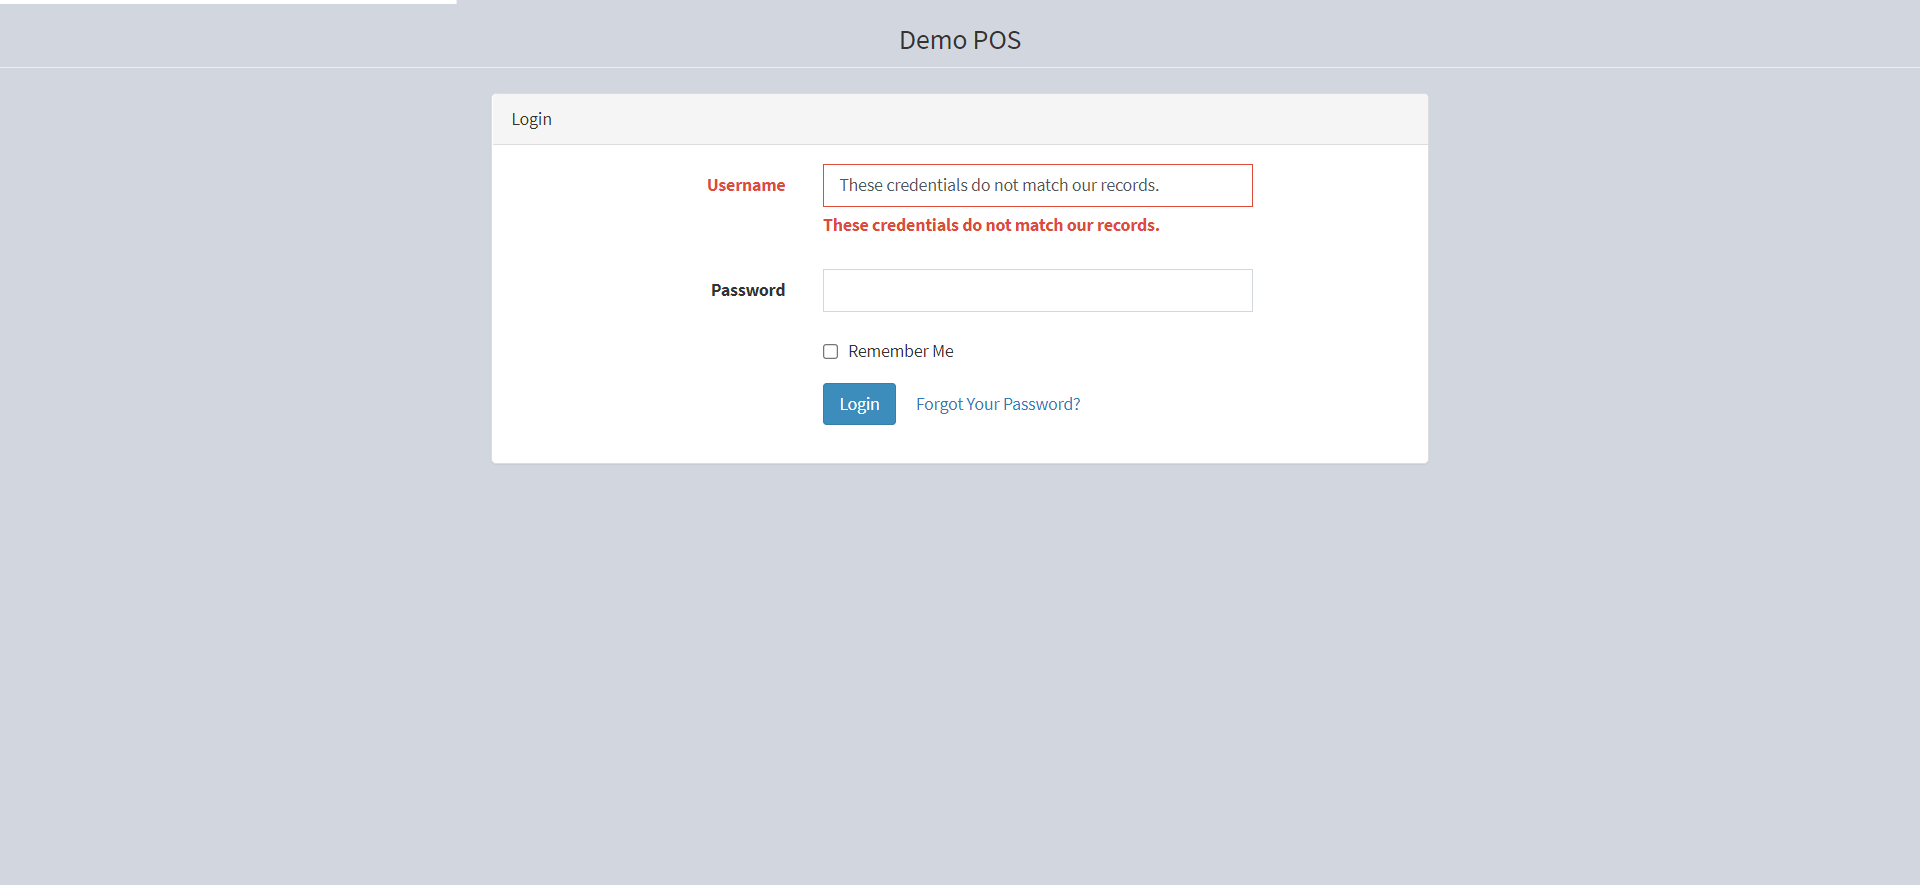 Demo POS
Login
Username
These credentials do not match our records.
These credentials do not match our records.
Password
Remember Me
Login Forgot Your Password?